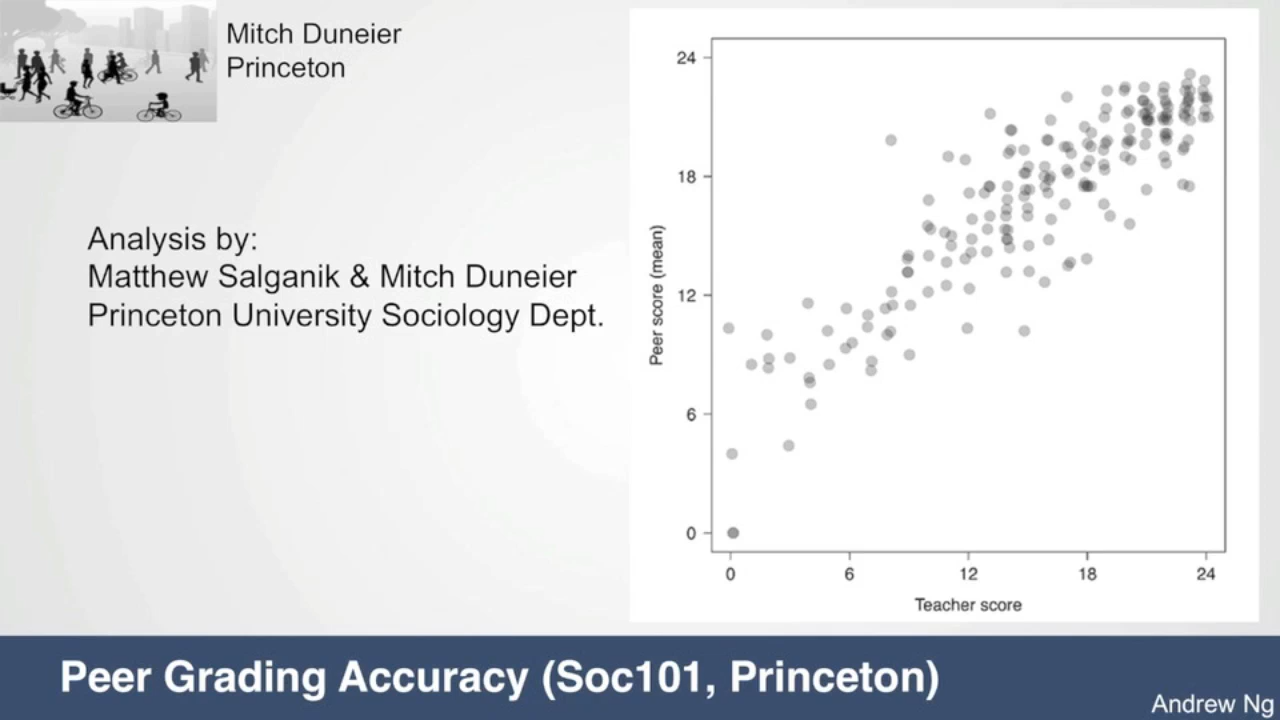 Mitch Duneier
Princeton
Analysis by:
Matthew Salganik & Mitch Duneier
Princeton University Sociology Dept.
24
18
12
6
0
Peer score (mean)
0 6 12 18 24
Teacher score
Peer Grading Accuracy (Soc101, Princeton)
Andrew Ng